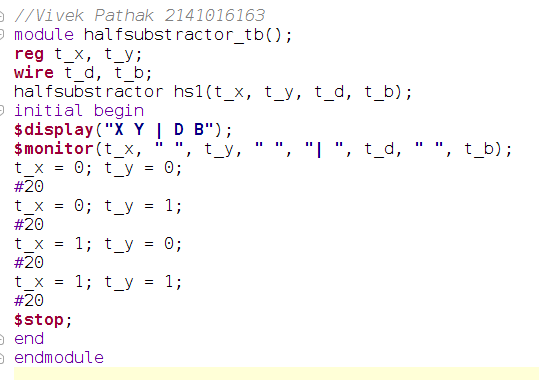 //Vivek Pathak 2141016163
module halfsubstractor_tb();
reg t_x, t_y;
wire t_d, t_b;
halfsubstractor hs1(t_x, t_y, t_d, t_b);
initial begin
$display("X Y | D B");
$monitor(t_x, " ", t_y, " ", "| ", t_d, " ", t_b);
t_x = 0; t_y = 0;
#20
t_x = 0; t_y = 1;
#20
t_x = 1; t_y = 0;
#20
t_x = 1; t_y = 1;
#20
$stop;
end
endmodule